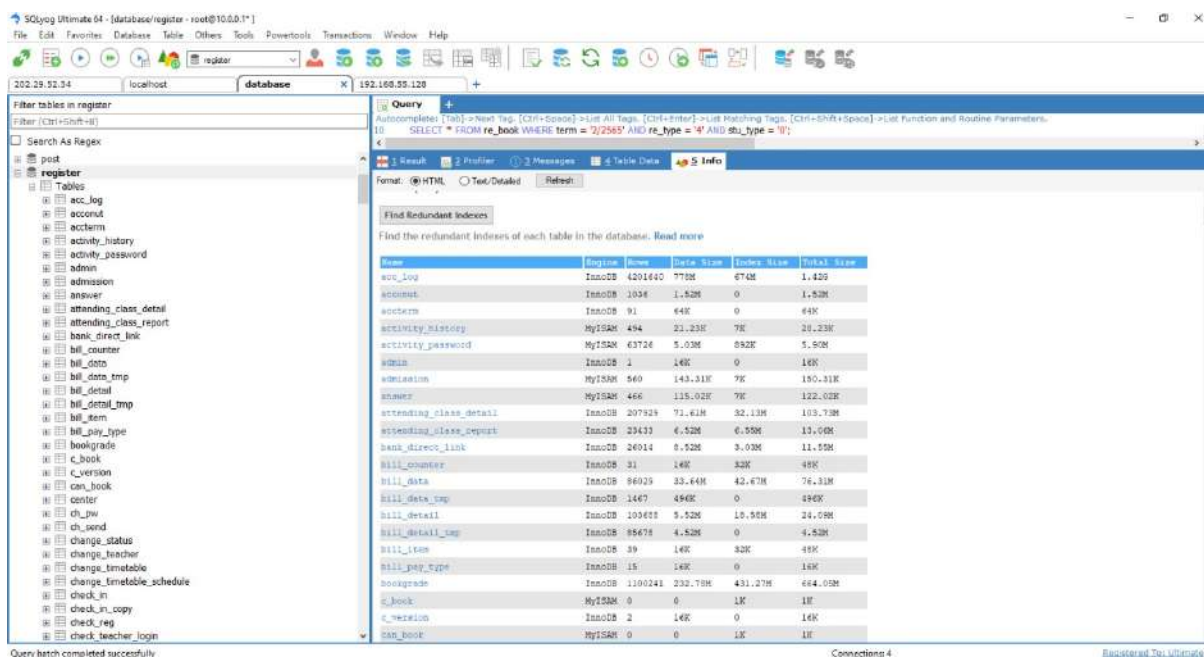 SQLyog Ultimate 64 - [database/register - root@10.0.0.1* ]
File Edit Favorites Database Table Others Tools Powertools Transactions Window Help
register
202.29.52.54 localhost database X 192.168.55.128 +
Filter tables in register
Filter (Ctrl+Shift+B)
Search As Regex
post
register
Tables
acc_log
acconut
accterm
activity_history
activity_password
admin
admission
answer
attending_class_detail
attending_class_report
bank_direct_link
bill_counter
bill_data
bill_data_tmp
bill_detail
bill_detail_tmp
bill_item
bill_pay_type
bookgrade
c_book
c_version
can_book
center
ch_pw
ch_send
change_status
change_teacher
change_timetable
change_timetable_schedule
check_in
check_in_copy
check_reg
check_teacher_login
Query +
Autocomplete: [Tab]->Next Tag. [Ctrl+Space]->List All Tags. [Ctrl+Enter]->List Matching Tags. [Ctrl+Shift+Space]->List Function and Routine Parameters.
10 SELECT * FROM re_book WHERE term = '2/2565' AND re_type = '4' AND stu_type = '0';
1 Result 2 Profiler 3 Messages 4 Table Data 5 Info
Format: HTML Text/Detailed Refresh
Find Redundant Indexes
Find the redundant indexes of each table in the database. Read more
Name Engine Rows Data Size Index Size Total Size
acc_log InnoDB 4201640 778M 674M 1.42G
acconut InnoDB 1036 1.52M 0 1.52M
accterm InnoDB 91 64K 0 64K
activity_history MyISAM 494 21.23K 7K 28.23K
activity_password MyISAM 63726 5.03M 892K 5.90M
admin InnoDB 1 16K 0 16K
admission MyISAM 560 143.31K 7K 150.31K
answer MyISAM 466 115.02K 7K 122.02K
attending_class_detail InnoDB 207929 71.61M 32.13M 103.73M
attending_class_report InnoDB 23433 6.52M 6.55M 13.06M
bank_direct_link InnoDB 26014 8.52M 3.03M 11.55M
bill_counter InnoDB 31 16K 32K 48K
bill_data InnoDB 86029 33.64M 42.67M 76.31M
bill_data_tmp InnoDB 1467 496K 0 496K
bill_detail InnoDB 103688 5.52M 18.58M 24.09M
bill_detail_tmp InnoDB 85678 4.52M 0 4.52M
bill_item InnoDB 39 16K 32K 48K
bill_pay_type InnoDB 15 16K 0 16K
bookgrade InnoDB 1100241 232.78M 431.27M 664.05M
c_book MyISAM 0 0 1K 1K
c_version InnoDB 2 16K 0 16K
can_book MyISAM 0 0 1K 1K
Query batch completed successfully
Connections: 4
Registered To: Ultimate